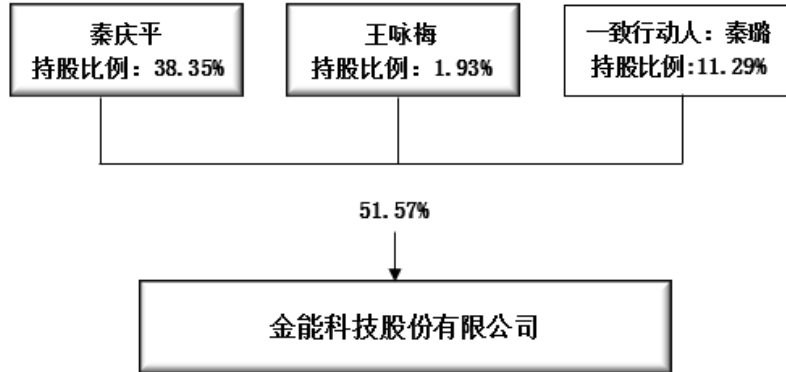 秦庆平
持股比例：38.35%
王咏梅
持股比例：1.93%
一致行动人：秦璐
持股比例:11.29%
51.57%
金能科技股份有限公司